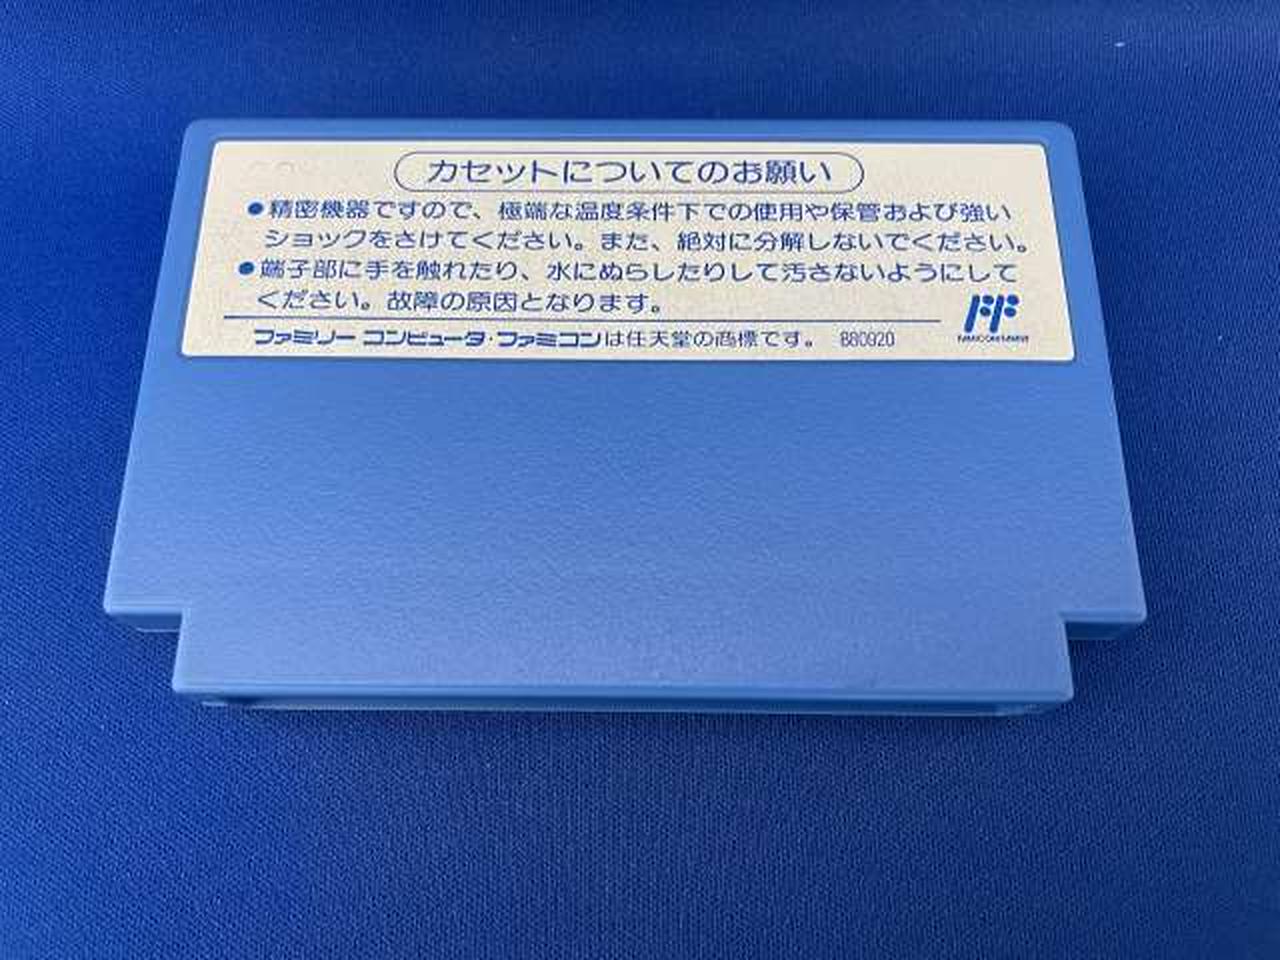 カセットについてのお願い
●精密機器ですので、極端な温度条件下での使用や保管および強い
ショックをさけてください。また、絶対に分解しないでください。
●端子部に手を触れたり、水にぬらしたりして汚さないようにして
ください。故障の原因となります。
ファミリー コンピュータ・ファミコンは任天堂の商標です。 880920